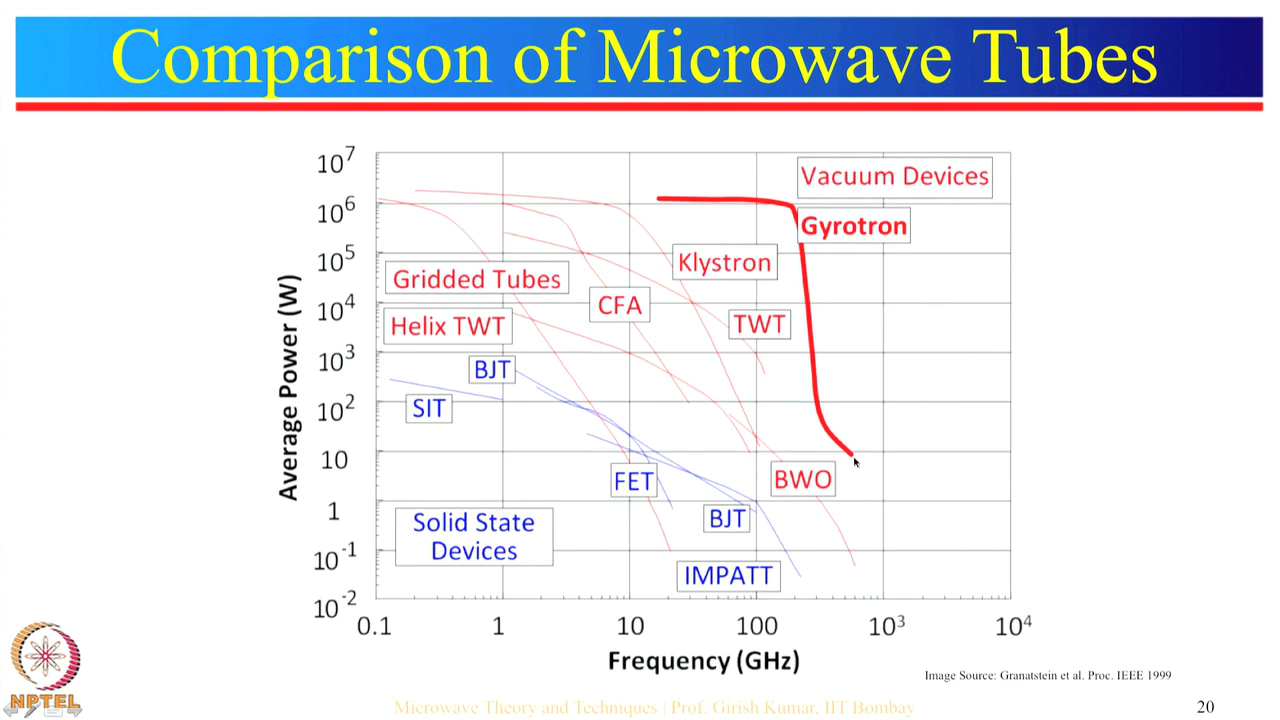 Comparison of Microwave Tubes
10^7
10^6
10^5
10^4
10^3
10^2
10
1
10^-1
10^-2
Average Power (W)
Vacuum Devices
Gyrotron
Klystron
Gridded Tubes
CFA
Helix TWT
TWT
BJT
SIT
FET
BWO
BJT
Solid State
Devices
IMPATT
0.1 1 10 100 10^3 10^4
Frequency (GHz)
Image Source: Granatstein et al. Proc. IEEE 1999
NPTEL
Microwave Theory and Techniques | Prof. Girish Kumar, IIT Bombay
20